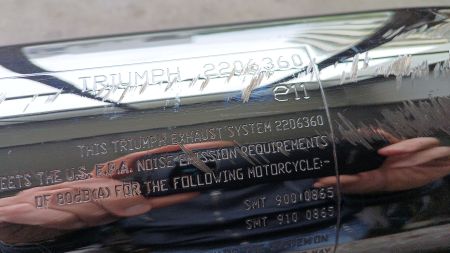 TRIUMPH 2206360
e11
THIS TRIUMPH EXHAUST SYSTEM 2206360
MEETS THE U.S. E.P.A. NOISE EMISSION REQUIREMENTS
OF 80dB(A) FOR THE FOLLOWING MOTORCYCLE:-
SMT 900 0865
SMT 910 0865